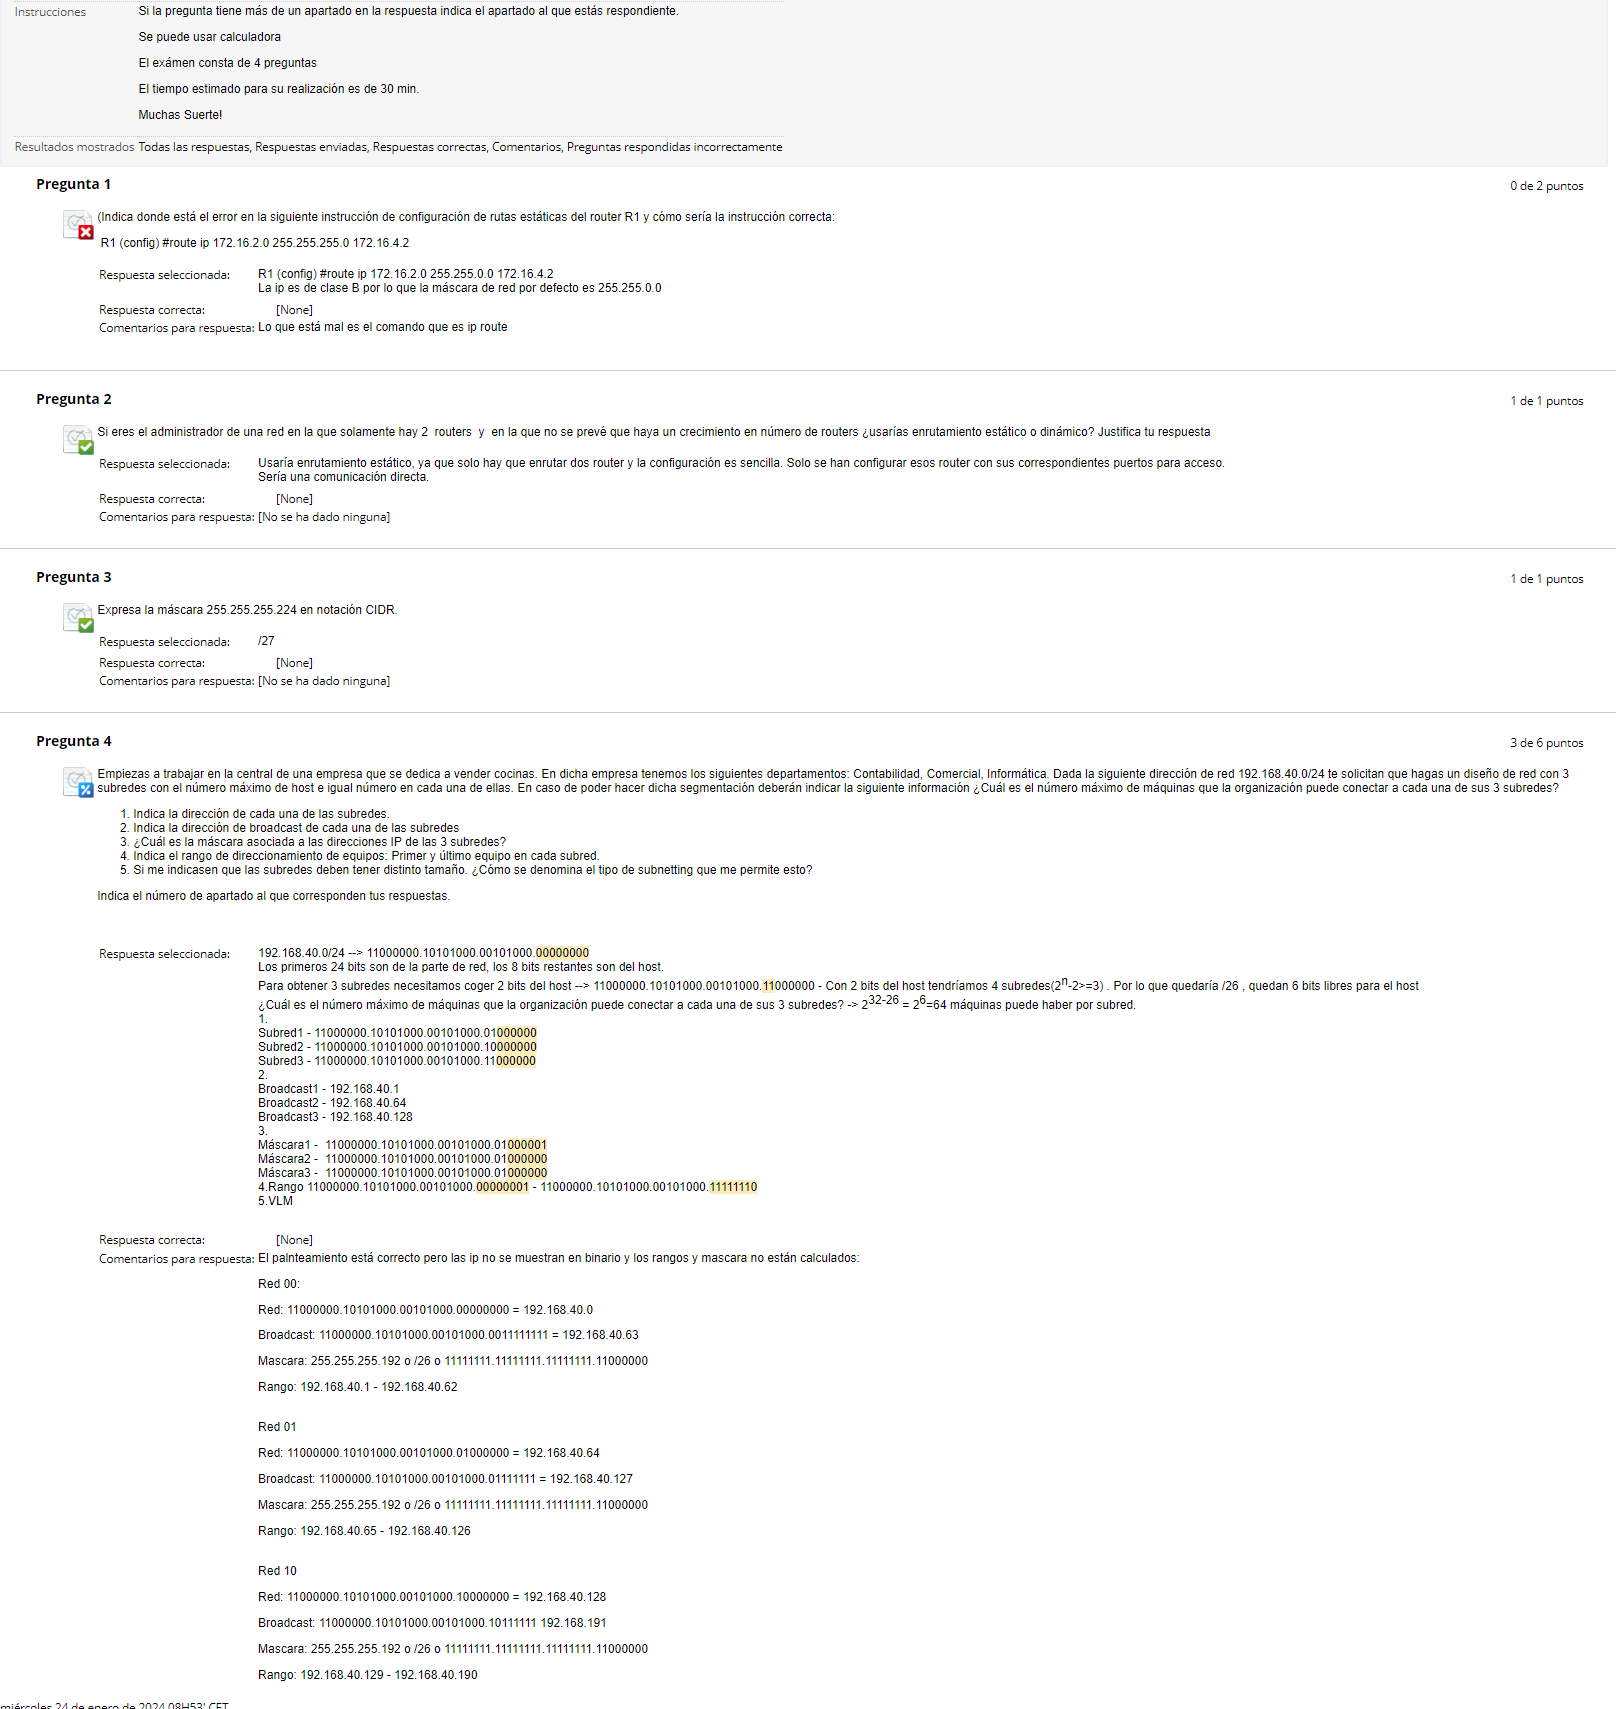 Instrucciones
Si la pregunta tiene más de un apartado en la respuesta indica el apartado al que estás respondiente.
Se puede usar calculadora
El exámen consta de 4 preguntas
El tiempo estimado para su realización es de 30 min.
Muchas Suerte!
Resultados mostrados Todas las respuestas, Respuestas enviadas, Respuestas correctas, Comentarios, Preguntas respondidas incorrectamente
Pregunta 1
0 de 2 puntos
(Indica donde está el error en la siguiente instrucción de configuración de rutas estáticas del router R1 y cómo sería la instrucción correcta:
R1 (config) #route ip 172.16.2.0 255.255.255.0 172.16.4.2
Respuesta seleccionada: R1 (config) #route ip 172.16.2.0 255.255.0.0 172.16.4.2
La ip es de clase B por lo que la máscara de red por defecto es 255.255.0.0
Respuesta correcta: [None]
Comentarios para respuesta: Lo que está mal es el comando que es ip route
Pregunta 2
1 de 1 puntos
Si eres el administrador de una red en la que solamente hay 2 routers y en la que no se prevé que haya un crecimiento en número de routers ¿usarías enrutamiento estático o dinámico? Justifica tu respuesta
Respuesta seleccionada: Usaría enrutamiento estático, ya que solo hay que enrutar dos router y la configuración es sencilla. Solo se han configurar esos router con sus correspondientes puertos para acceso.
Sería una comunicación directa.
Respuesta correcta: [None]
Comentarios para respuesta: [No se ha dado ninguna]
Pregunta 3
1 de 1 puntos
Expresa la máscara 255.255.255.224 en notación CIDR.
Respuesta seleccionada: /27
Respuesta correcta: [None]
Comentarios para respuesta: [No se ha dado ninguna]
Pregunta 4
3 de 6 puntos
Empiezas a trabajar en la central de una empresa que se dedica a vender cocinas. En dicha empresa tenemos los siguientes departamentos: Contabilidad, Comercial, Informática. Dada la siguiente dirección de red 192.168.40.0/24 te solicitan que hagas un diseño de red con 3
subredes con el número máximo de host e igual número en cada una de ellas. En caso de poder hacer dicha segmentación deberán indicar la siguiente información ¿Cuál es el número máximo de máquinas que la organización puede conectar a cada una de sus 3 subredes?
1. Indica la dirección de cada una de las subredes.
2. Indica la dirección de broadcast de cada una de las subredes
3. ¿Cuál es la máscara asociada a las direcciones IP de las 3 subredes?
4. Indica el rango de direccionamiento de equipos: Primer y último equipo en cada subred.
5. Si me indicasen que las subredes deben tener distinto tamaño. ¿Cómo se denomina el tipo de subnetting que me permite esto?
Indica el número de apartado al que corresponden tus respuestas.
Respuesta seleccionada: 192.168.40.0/24 --> 11000000.10101000.00101000.00000000
Los primeros 24 bits son de la parte de red, los 8 bits restantes son del host.
Para obtener 3 subredes necesitamos coger 2 bits del host --> 11000000.10101000.00101000.11000000 - Con 2 bits del host tendríamos 4 subredes(2n-2>=3) . Por lo que quedaría /26 , quedan 6 bits libres para el host
¿Cuál es el número máximo de máquinas que la organización puede conectar a cada una de sus 3 subredes? -> 232-26 = 26=64 máquinas puede haber por subred.
1.
Subred1 - 11000000.10101000.00101000.01000000
Subred2 - 11000000.10101000.00101000.10000000
Subred3 - 11000000.10101000.00101000.11000000
2.
Broadcast1 - 192.168.40.1
Broadcast2 - 192.168.40.64
Broadcast3 - 192.168.40.128
3.
Máscara1 - 11000000.10101000.00101000.01000001
Máscara2 - 11000000.10101000.00101000.01000000
Máscara3 - 11000000.10101000.00101000.01000000
4.Rango 11000000.10101000.00101000.00000001 - 11000000.10101000.00101000.11111110
5.VLM
Respuesta correcta: [None]
Comentarios para respuesta: El palnteamiento está correcto pero las ip no se muestran en binario y los rangos y mascara no están calculados:
Red 00:
Red: 11000000.10101000.00101000.00000000 = 192.168.40.0
Broadcast: 11000000.10101000.00101000.0011111111 = 192.168.40.63
Mascara: 255.255.255.192 o /26 o 11111111.11111111.11111111.11000000
Rango: 192.168.40.1 - 192.168.40.62
Red 01
Red: 11000000.10101000.00101000.01000000 = 192.168.40.64
Broadcast: 11000000.10101000.00101000.01111111 = 192.168.40.127
Mascara: 255.255.255.192 o /26 o 11111111.11111111.11111111.11000000
Rango: 192.168.40.65 - 192.168.40.126
Red 10
Red: 11000000.10101000.00101000.10000000 = 192.168.40.128
Broadcast: 11000000.10101000.00101000.10111111 192.168.191
Mascara: 255.255.255.192 o /26 o 11111111.11111111.11111111.11000000
Rango: 192.168.40.129 - 192.168.40.190
miércoles 24 de enero de 2024 08H53' CET